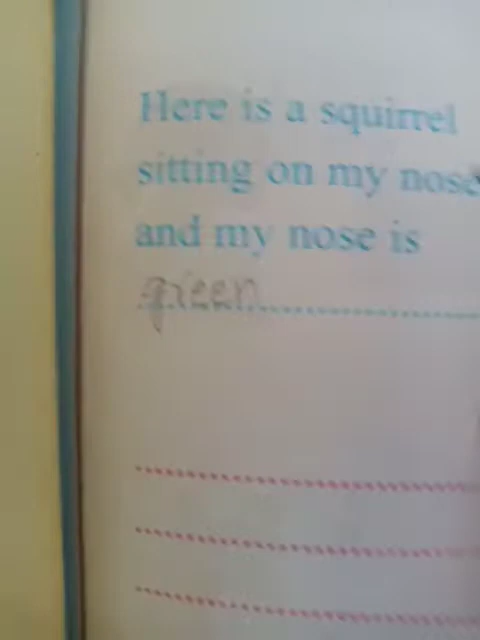 Here is a squirrel
sitting on my nose
and my nose is
green